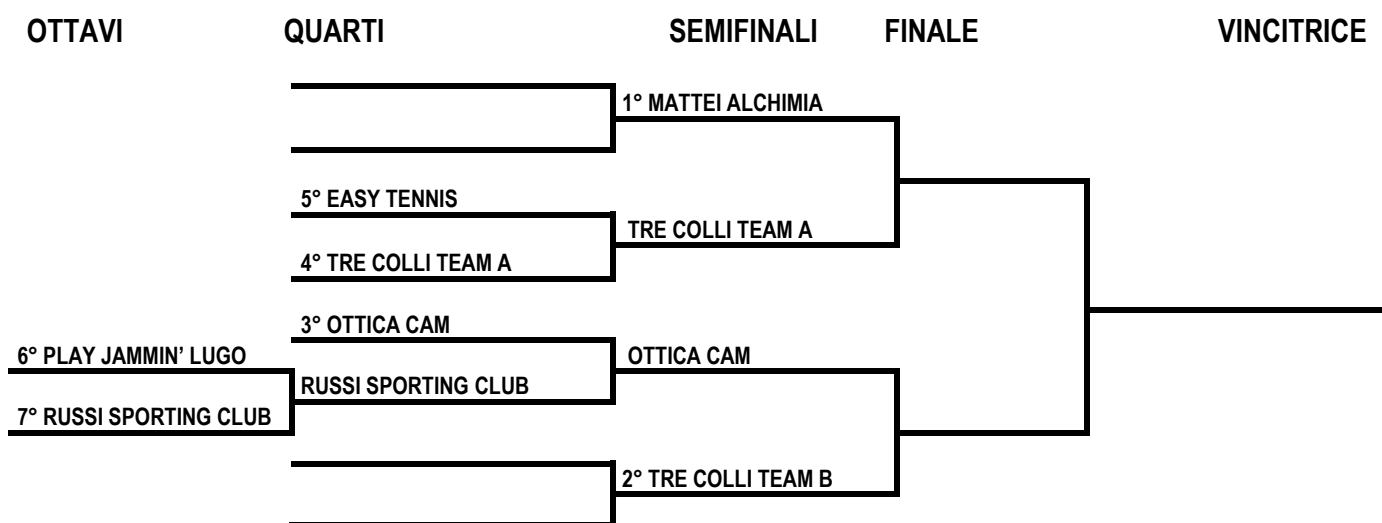 OTTAVI QUARTI SEMIFINALI FINALE VINCITRICE
1° MATTEI ALCHIMIA
5° EASY TENNIS
TRE COLLI TEAM A
4° TRE COLLI TEAM A
3° OTTICA CAM
6° PLAY JAMMIN’ LUGO
OTTICA CAM
RUSSI SPORTING CLUB
7° RUSSI SPORTING CLUB
2° TRE COLLI TEAM B